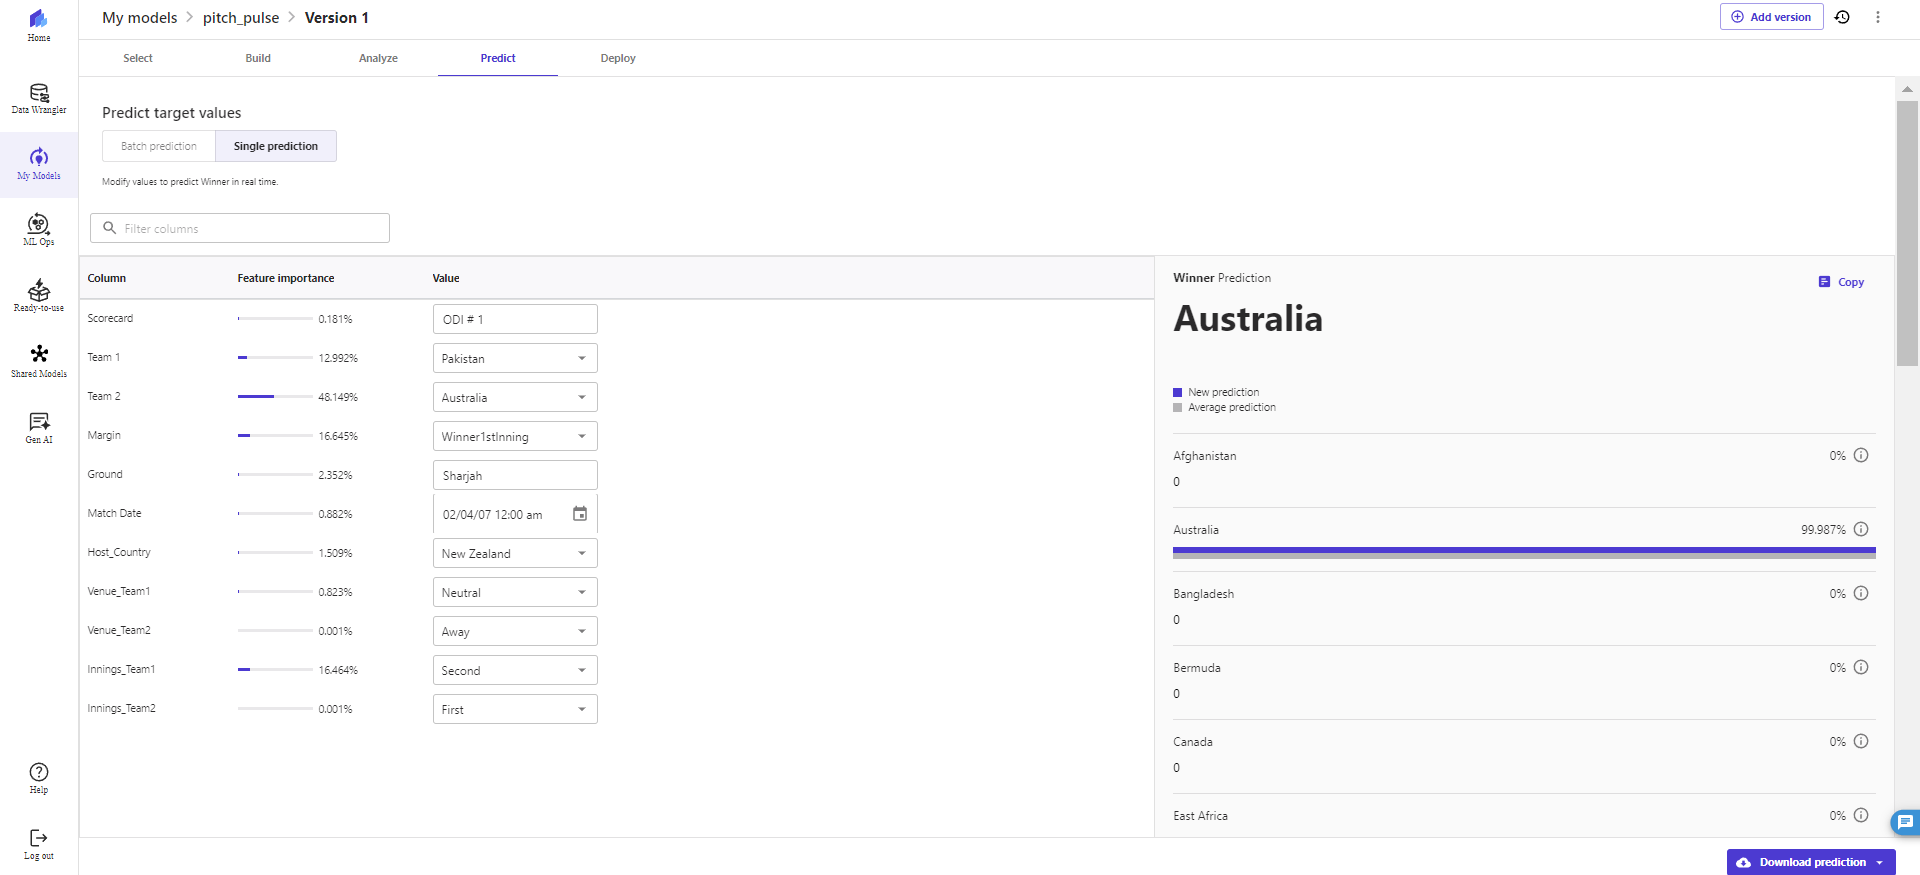 My models > pitch_pulse > Version 1
Add version
Home
Data Wrangler
My Models
ML Ops
Ready-to-use
Shared Models
Gen AI
Help
Log out
Select Build Analyze Predict Deploy
Predict target values
Batch prediction Single prediction
Modify values to predict Winner in real time.
Filter columns
Column Feature importance Value
Scorecard 0.181% ODI # 1
Team 1 12.992% Pakistan
Team 2 48.149% Australia
Margin 16.645% Winner1stInning
Ground 2.352% Sharjah
Match Date 0.882% 02/04/07 12:00 am
Host_Country 1.509% New Zealand
Venue_Team1 0.823% Neutral
Venue_Team2 0.001% Away
Innings_Team1 16.464% Second
Innings_Team2 0.001% First
Winner Prediction
Copy
Australia
New prediction
Average prediction
Afghanistan 0%
0
Australia 99.987%
Bangladesh 0%
0
Bermuda 0%
0
Canada 0%
0
East Africa 0%
Download prediction